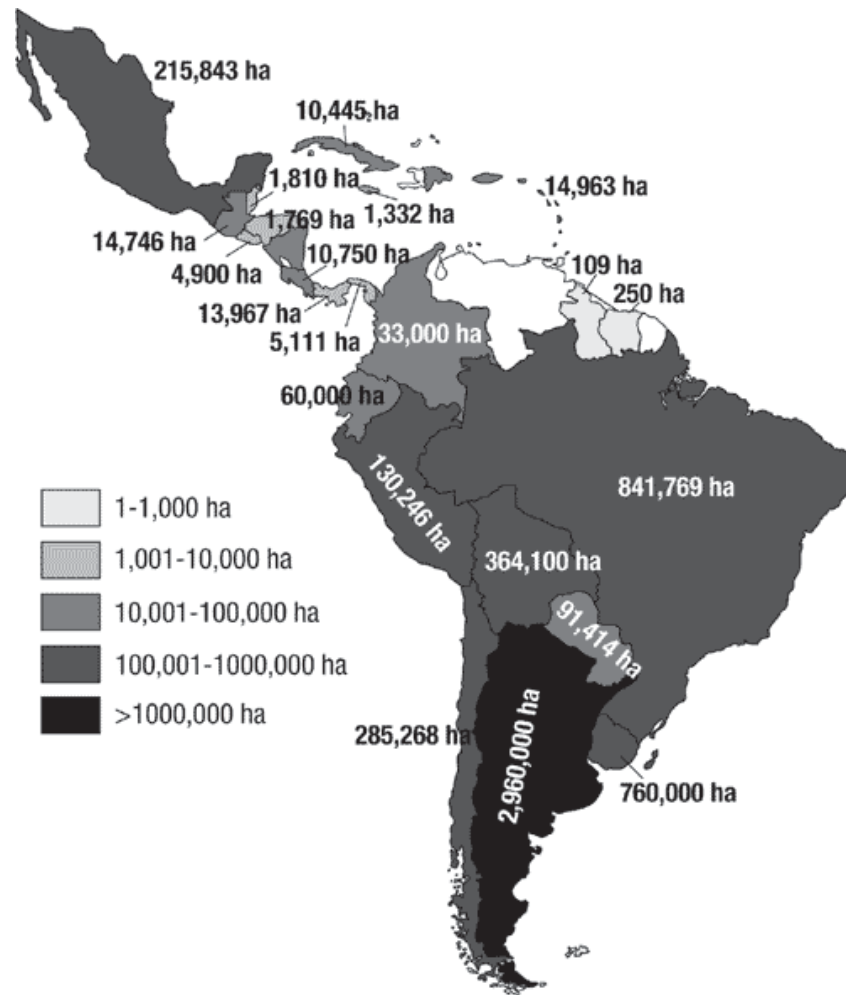 215,843 ha
10,445 ha
1,810 ha
14,963 ha
1,332 ha
1,769 ha
14,746 ha
10,750 ha
4,900 ha
109 ha
250 ha
13,967 ha
5,111 ha
33,000 ha
60,000 ha
130,246 ha
841,769 ha
364,100 ha
91,414 ha
285,268 ha
2,960,000 ha
760,000 ha
1-1,000 ha
1,001-10,000 ha
10,001-100,000 ha
100,001-1000,000 ha
>1000,000 ha